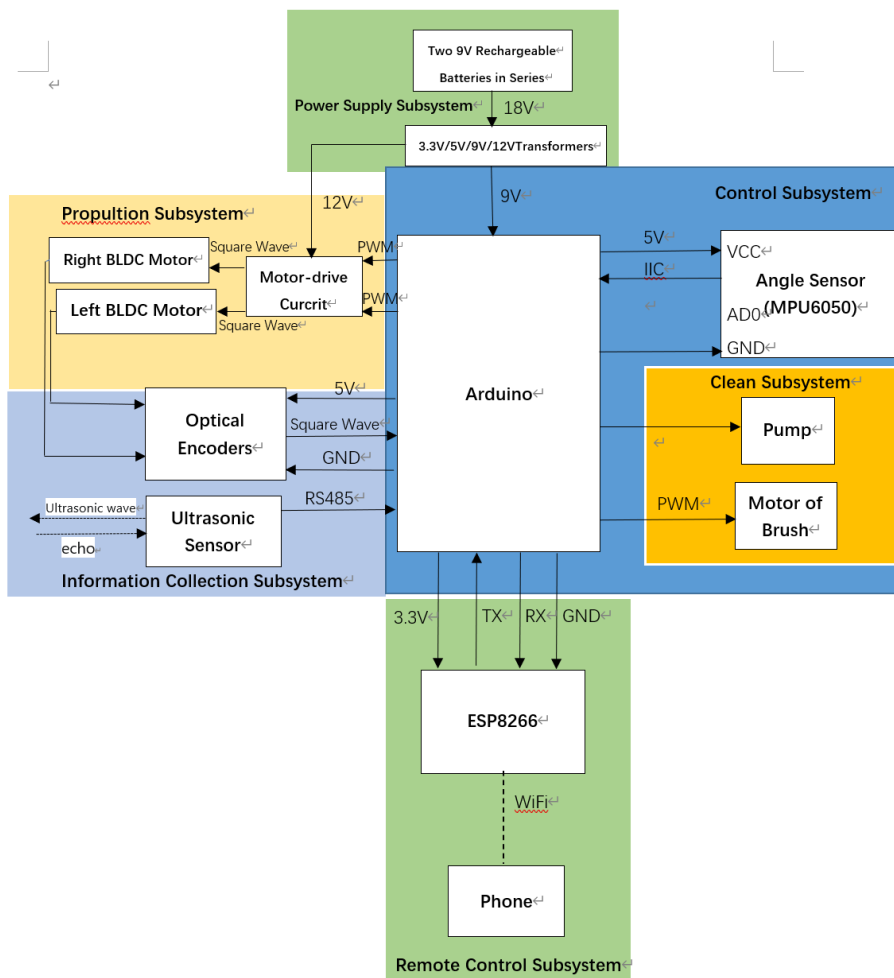 Two 9V Rechargeable
Batteries in Series
Power Supply Subsystem
18V
3.3V/5V/9V/12VTransformers
12V
9V
Control Subsystem
Propultion Subsystem
Right BLDC Motor
Square Wave
Left BLDC Motor
Square Wave
Motor-drive
Curcrit
PWM
PWM
Arduino
5V
IIC
VCC
Angle Sensor
(MPU6050)
AD0
GND
Clean Subsystem
Pump
PWM
Motor of
Brush
Optical
Encoders
5V
Square Wave
GND
Ultrasonic wave
echo
Ultrasonic
Sensor
RS485
Information Collection Subsystem
3.3V
TX
RX
GND
ESP8266
WiFi
Phone
Remote Control Subsystem